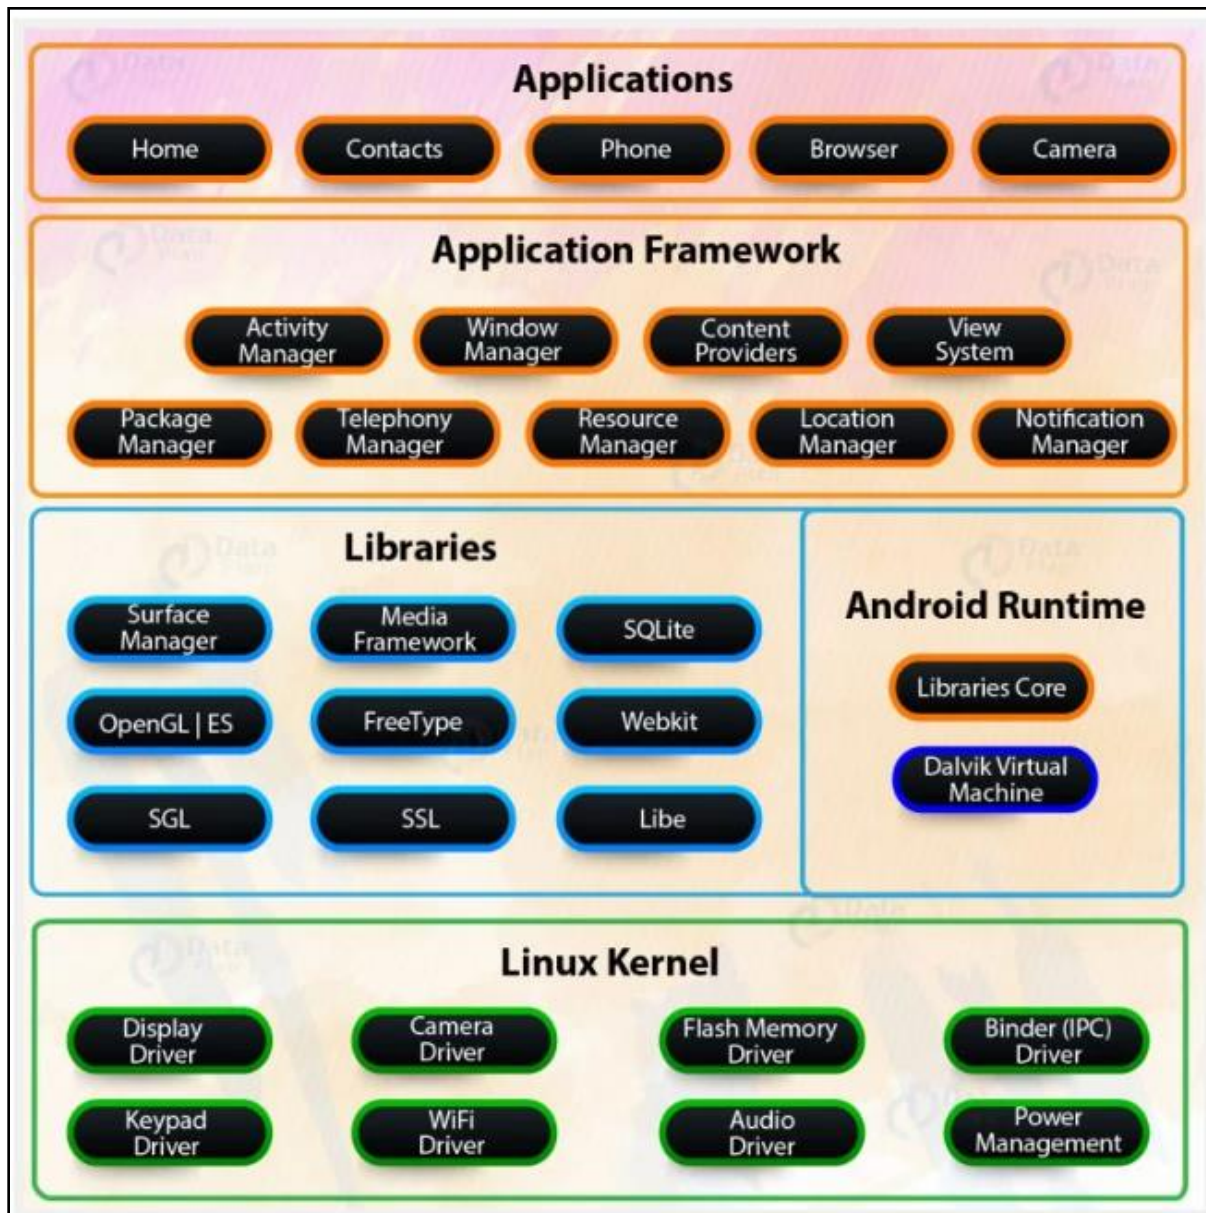 Applications
Home
Contacts
Phone
Browser
Camera
Application Framework
Activity
Manager
Window
Manager
Content
Providers
View
System
Package
Manager
Telephony
Manager
Resource
Manager
Location
Manager
Notification
Manager
Libraries
Surface
Manager
Media
Framework
SQLite
OpenGL | ES
FreeType
Webkit
SGL
SSL
Libe
Android Runtime
Libraries Core
Dalvik Virtual
Machine
Linux Kernel
Display
Driver
Camera
Driver
Flash Memory
Driver
Binder (IPC)
Driver
Keypad
Driver
WiFi
Driver
Audio
Driver
Power
Management